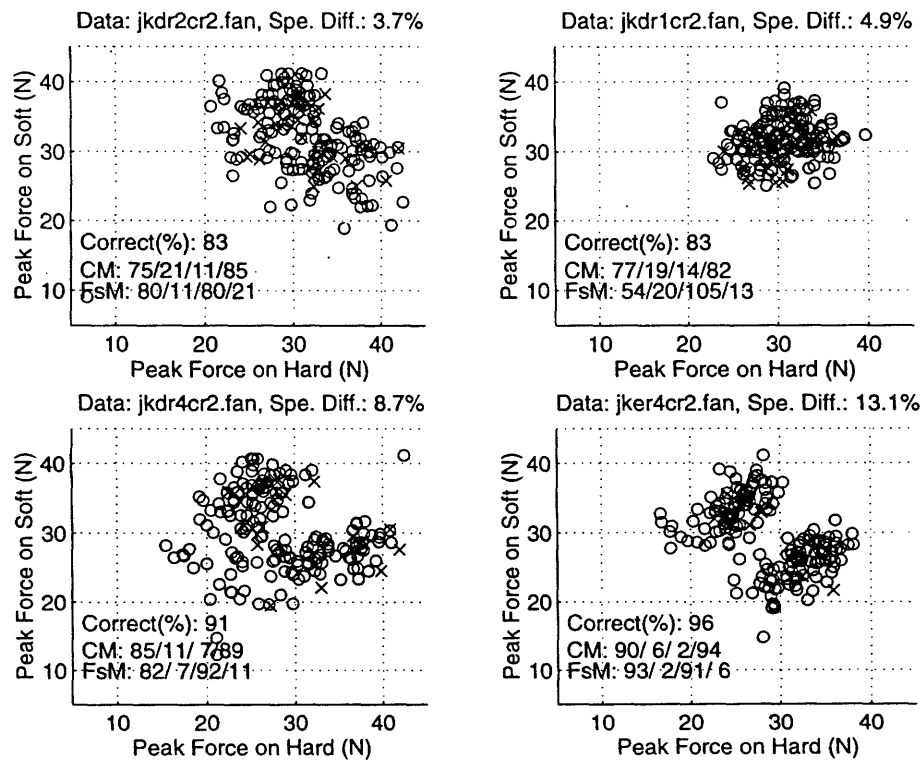 Data: jkdr2cr2.fan, Spe. Diff.: 3.7%
Peak Force on Soft (N)
40
30
20
10
Correct(%): 83
CM: 75/21/11/85
FsM: 80/11/80/21
10 20 30 40
Peak Force on Hard (N)
Data: jkdr1cr2.fan, Spe. Diff.: 4.9%
Peak Force on Soft (N)
40
30
20
10
Correct(%): 83
CM: 77/19/14/82
FsM: 54/20/105/13
10 20 30 40
Peak Force on Hard (N)
Data: jkdr4cr2.fan, Spe. Diff.: 8.7%
Peak Force on Soft (N)
40
30
20
10
Correct(%): 91
CM: 85/11/ 7/89
FsM: 82/ 7/92/11
10 20 30 40
Peak Force on Hard (N)
Data: jker4cr2.fan, Spe. Diff.: 13.1%
Peak Force on Soft (N)
40
30
20
10
Correct(%): 96
CM: 90/ 6/ 2/94
FsM: 93/ 2/91/ 6
10 20 30 40
Peak Force on Hard (N)